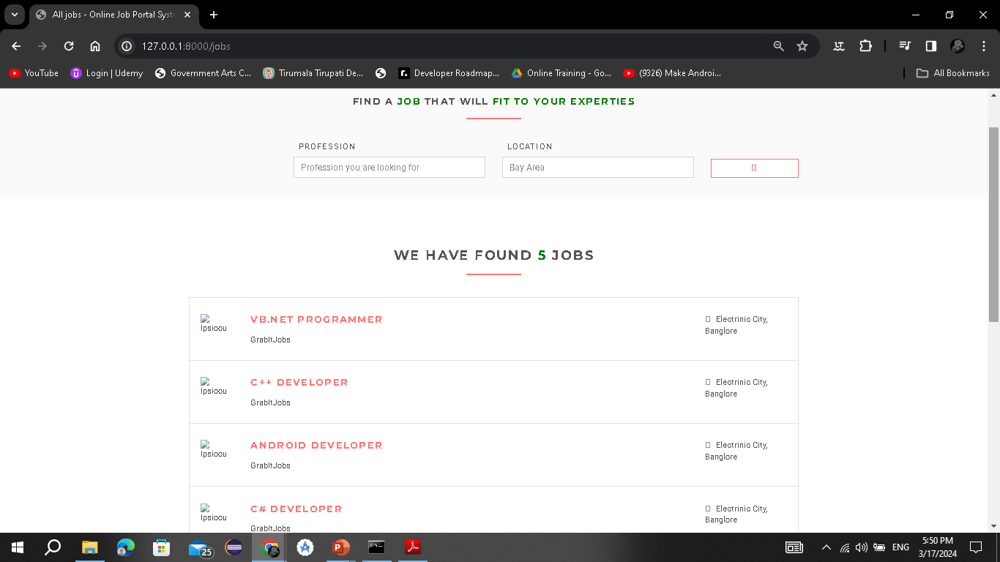 All jobs - Online Job Portal Syst
127.0.0.1:8000/jobs
YouTube
Login | Udemy
Government Arts C...
Tirumala Tirupati De...
Developer Roadmap...
Online Training - Go...
(9326) Make Androi...
All Bookmarks
FIND A JOB THAT WILL FIT TO YOUR EXPERTIES
PROFESSION
LOCATION
Profession you are looking for
Bay Area
WE HAVE FOUND 5 JOBS
Ipsioou
VB.NET PROGRAMMER
GrabItJobs
Electrinic City,
Banglore
Ipsioou
C++ DEVELOPER
GrabItJobs
Electrinic City,
Banglore
Ipsioou
ANDROID DEVELOPER
GrabItJobs
Electrinic City,
Banglore
Ipsioou
C# DEVELOPER
GrabItJobs
Electrinic City,
Banglore
25
ENG
5:50 PM
3/17/2024